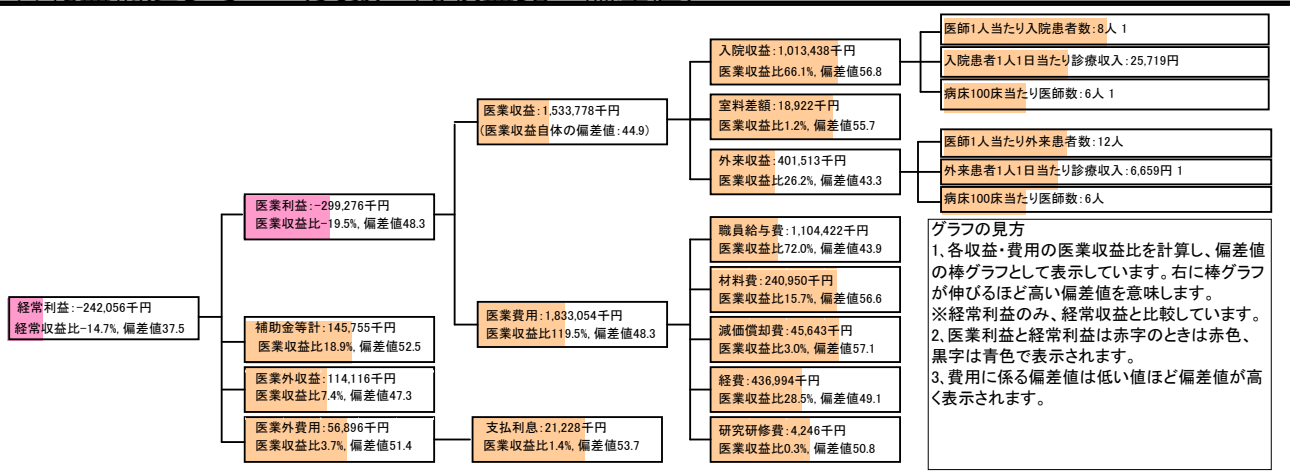 経常利益:-242,056千円
経常収支比-14.7%, 偏差値37.5
医業利益:-299,276千円
医業収益比-19.5%, 偏差値48.3
補助金等計:145,755千円
医業収益比18.9%, 偏差値52.5
医業外収益:114,116千円
医業収益比7.4%, 偏差値47.3
医業外費用:56,896千円
医業収益比3.7%, 偏差値51.4
医業収益:1,533,778千円
(医業収益自体の偏差値:44.9)
医業費用:1,833,054千円
医業収益比119.5%, 偏差値48.3
支払利息:21,228千円
医業収益比1.4%, 偏差値53.7
入院収益:1,013,438千円
医業収益比66.1%, 偏差値56.8
室料差額:18,922千円
医業収益比1.2%, 偏差値55.7
外来収益:401,513千円
医業収益比26.2%, 偏差値43.3
職員給与費:1,104,422千円
医業収益比72.0%, 偏差値43.9
材料費:240,950千円
医業収益比15.7%, 偏差値56.6
減価償却費:45,643千円
医業収益比3.0%, 偏差値57.1
経費:436,994千円
医業収益比28.5%, 偏差値49.1
研究研修費:4,246千円
医業収益比0.3%, 偏差値50.8
医師1人当たり入院患者数:8人 1
入院患者1人1日当たり診療収入:25,719円
病床100床当たり医師数:6人 1
医師1人当たり外来患者数:12人
外来患者1人1日当たり診療収入:6,659円 1
病床100床当たり医師数:6人
グラフの見方
1、各収益・費用の医業収益比を計算し、偏差値
の棒グラフとして表示しています。右に棒グラフ
が伸びるほど高い偏差値を意味します。
※経常利益のみ、経常収益と比較しています。
2、医業利益と経常利益は赤字のときは赤色、
黒字は青色で表示されます。
3、費用に係る偏差値は低い値ほど偏差値が高
く表示されます。